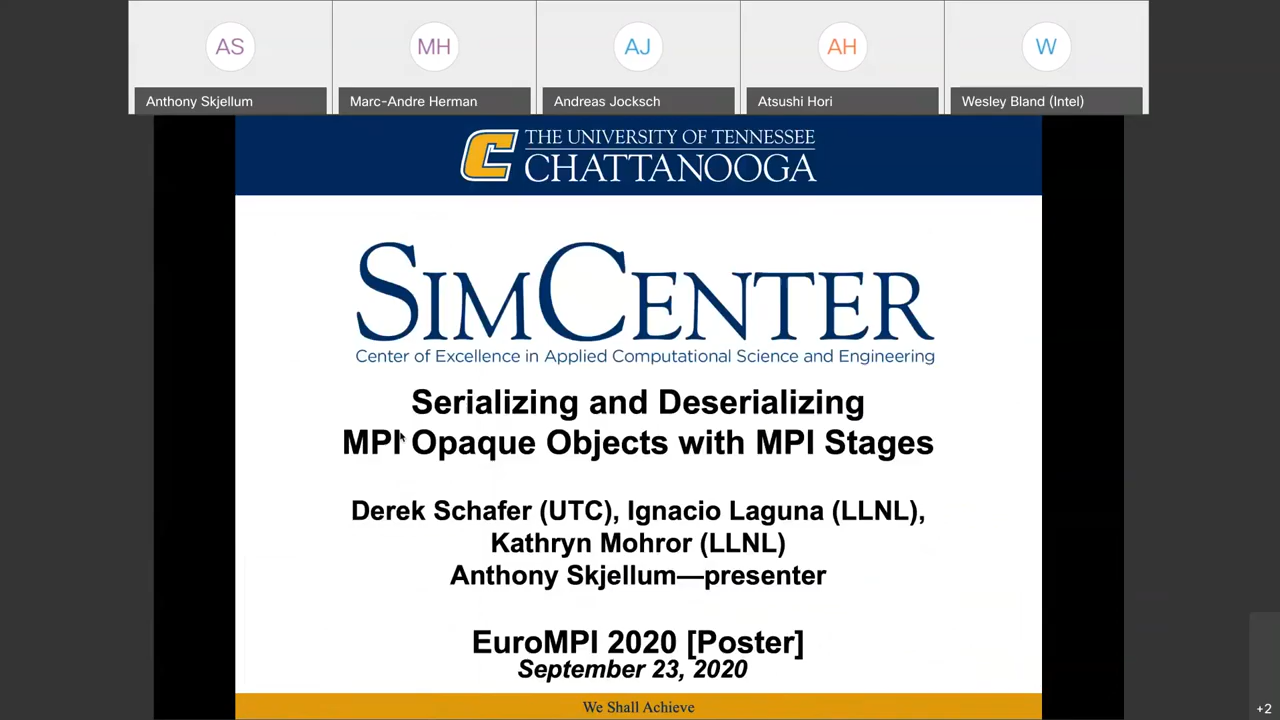 AS
MH
AJ
AH
W
Anthony Skjellum
Marc-Andre Herman
Andreas Jocksch
Atsushi Hori
Wesley Bland (Intel)
C
THE UNIVERSITY OF TENNESSEE
CHATTANOOGA
SIMCENTER
Center of Excellence in Applied Computational Science and Engineering
Serializing and Deserializing
MPI Opaque Objects with MPI Stages
Derek Schafer (UTC), Ignacio Laguna (LLNL),
Kathryn Mohror (LLNL)
Anthony Skjellum—presenter
EuroMPI 2020 [Poster]
September 23, 2020
We Shall Achieve
+2